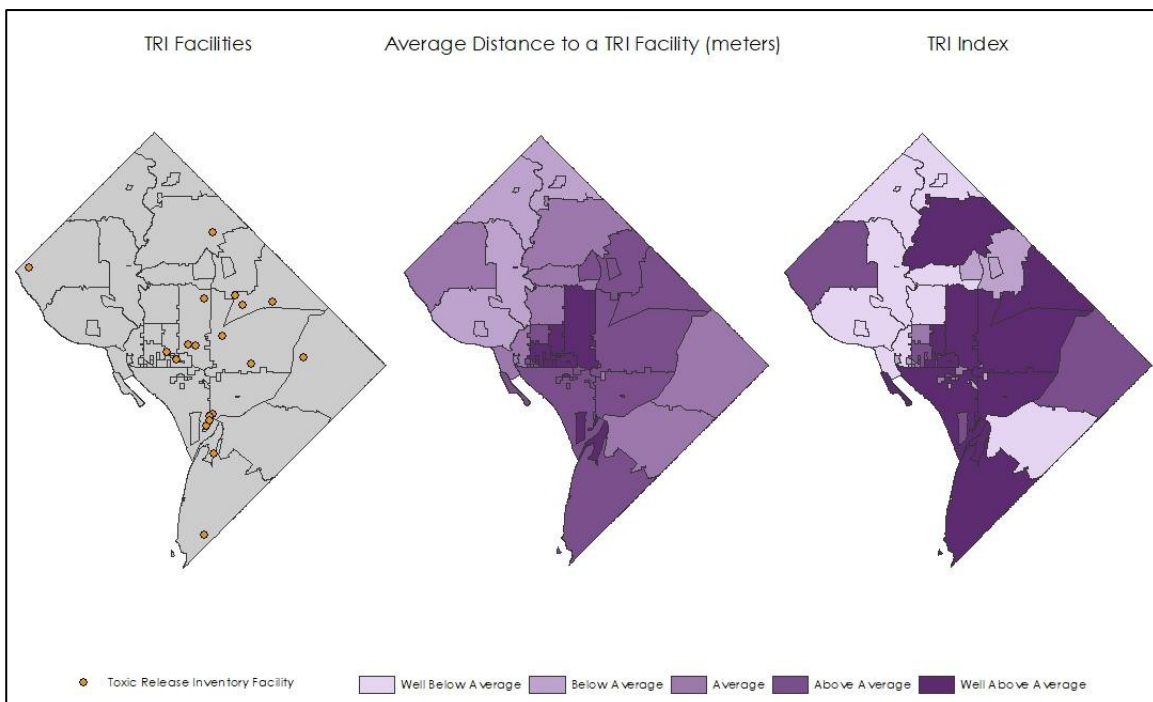 TRI Facilities
Average Distance to a TRI Facility (meters)
TRI Index
Toxic Release Inventory Facility
Well Below Average
Below Average
Average
Above Average
Well Above Average